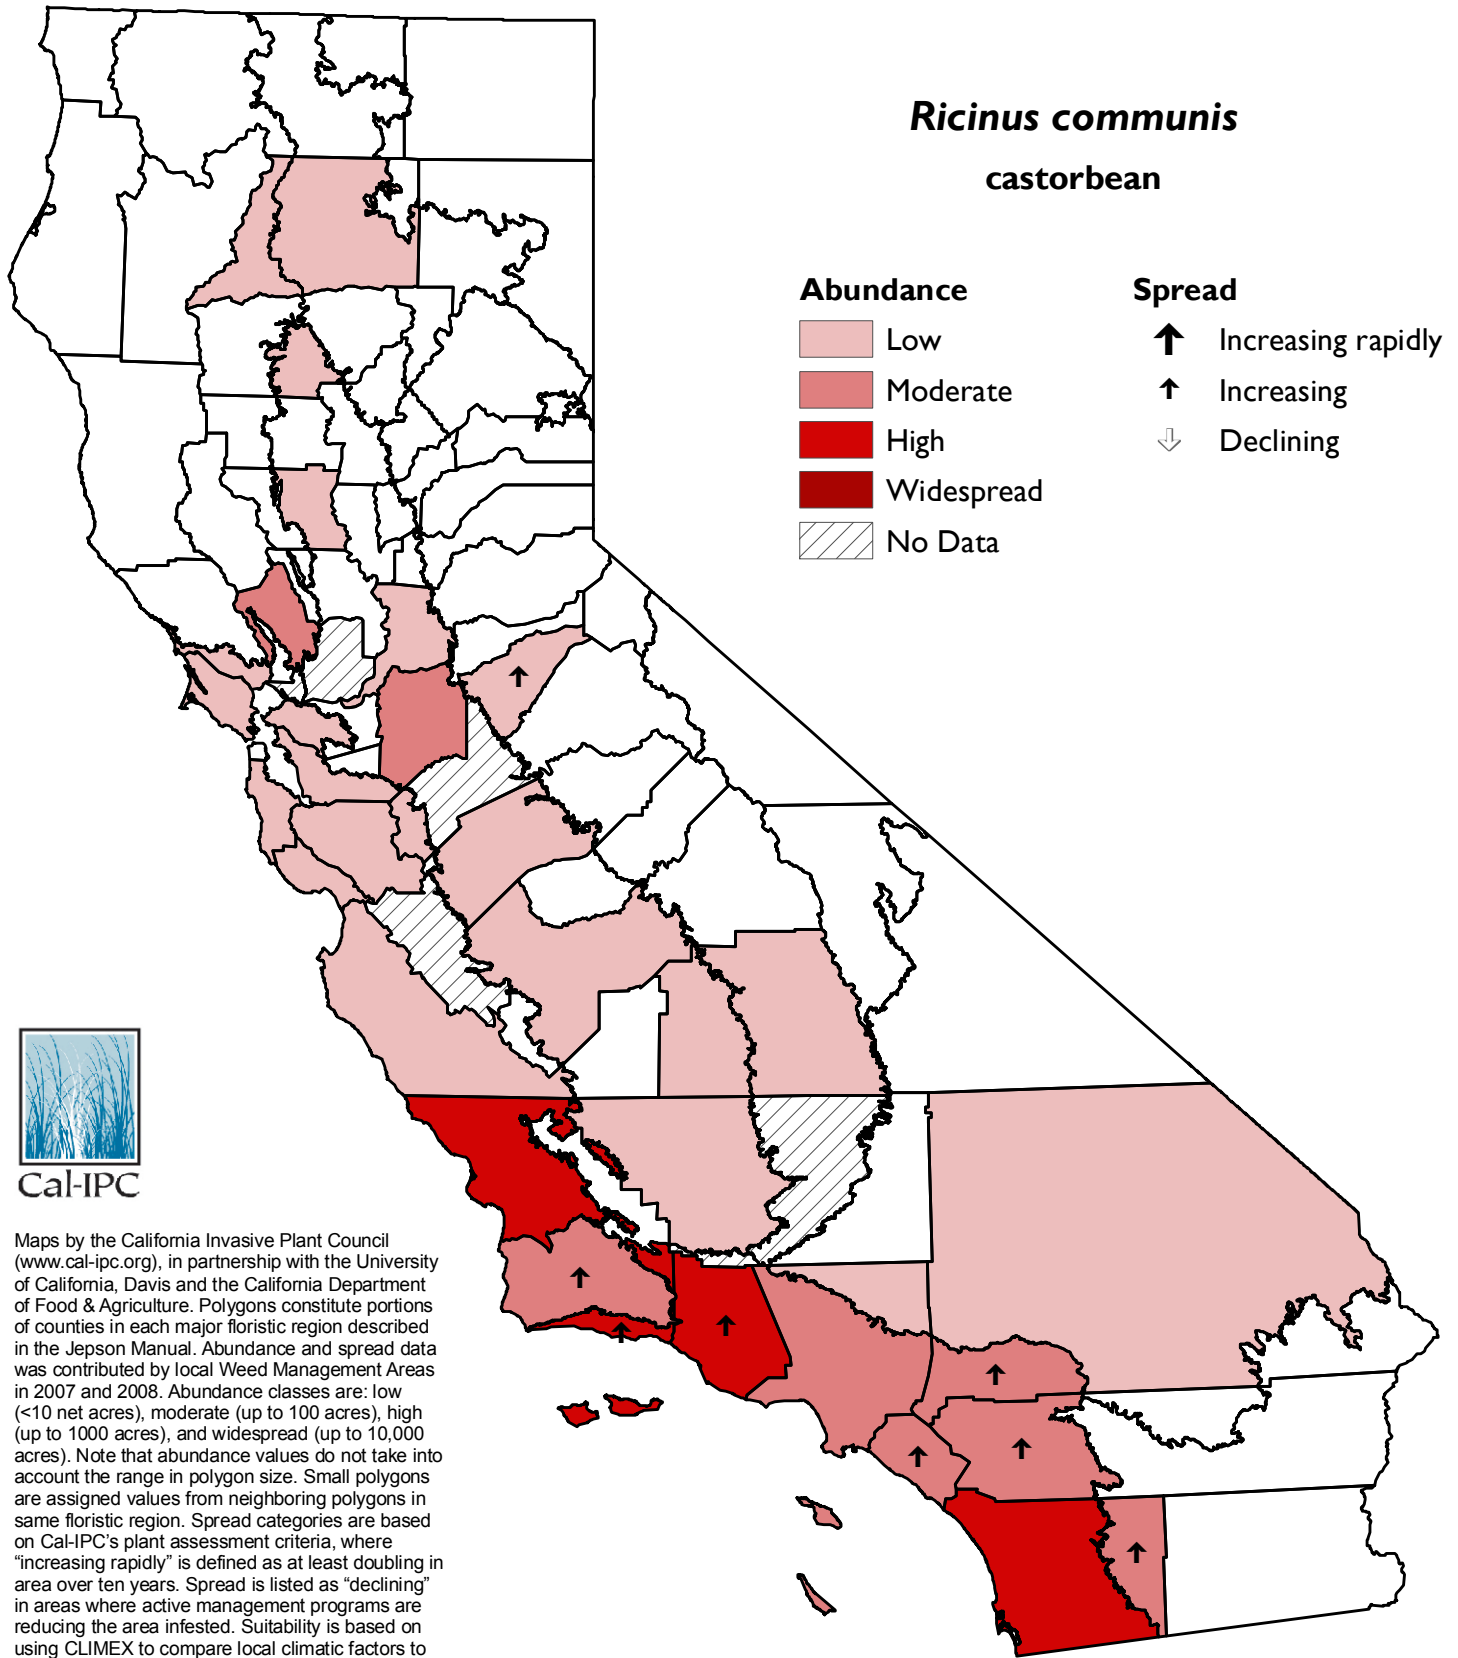 Ricinus communis
castorbean
Abundance
Low
Moderate
High
Widespread
No Data
Spread
Increasing rapidly
Increasing
Declining
Cal-IPC
Maps by the California Invasive Plant Council
(www.cal-ipc.org), in partnership with the University
of California, Davis and the California Department
of Food & Agriculture. Polygons constitute portions
of counties in each major floristic region described
in the Jepson Manual. Abundance and spread data
was contributed by local Weed Management Areas
in 2007 and 2008. Abundance classes are: low
(<10 net acres), moderate (up to 100 acres), high
(up to 1000 acres), and widespread (up to 10,000
acres). Note that abundance values do not take into
account the range in polygon size. Small polygons
are assigned values from neighboring polygons in
same floristic region. Spread categories are based
on Cal-IPC’s plant assessment criteria, where
“increasing rapidly” is defined as at least doubling in
area over ten years. Spread is listed as “declining”
in areas where active management programs are
reducing the area infested. Suitability is based on
using CLIMEX to compare local climatic factors to